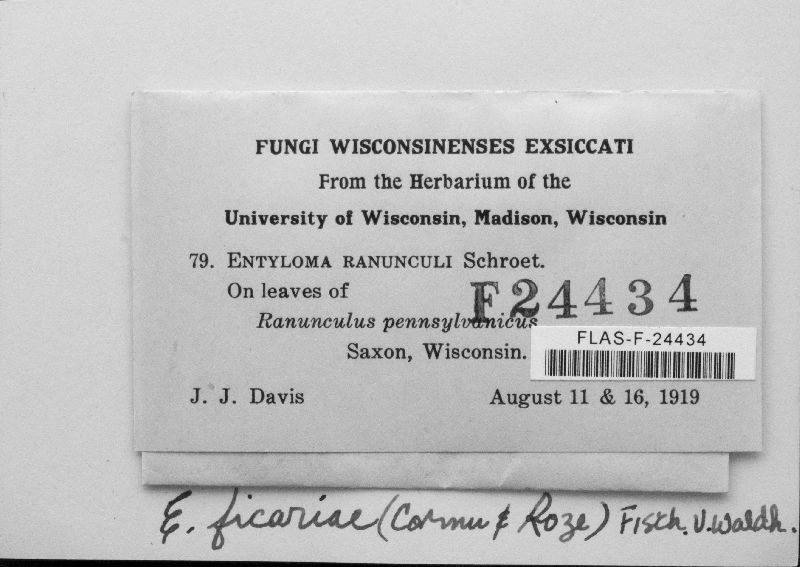 FUNGI WISCONSINENSES EXSICCATI
From the Herbarium of the
University of Wisconsin, Madison, Wisconsin
79. ENTYLOMA RANUNCULI Schroet.
On leaves of
F24434
Ranunculus pennsylvanicus
FLAS-F-24434
Saxon, Wisconsin.
J. J. Davis August 11 & 16, 1919
E. ficariae (Cornu & Roze) Fisch. V. Waldh.